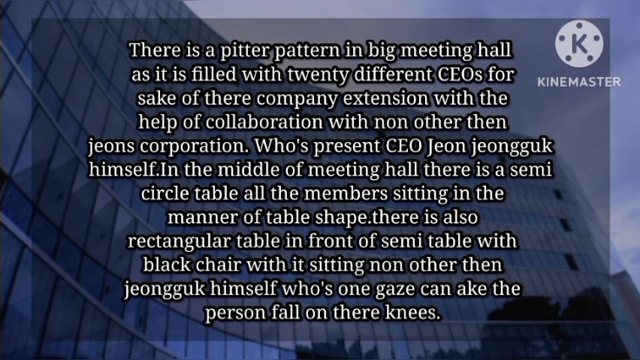 There is a pitter pattern in big meeting hall
as it is filled with twenty different CEOs for
sake of there company extension with the
help of collaboration with non other then
jeons corporation. Who's present CEO Jeon jeongguk
himself.In the middle of meeting hall there is a semi
circle table all the members sitting in the
manner of table shape.there is also
rectangular table in front of semi table with
black chair with it sitting non other then
jeongguk himself who's one gaze can ake the
person fall on there knees.
KINEMASTER